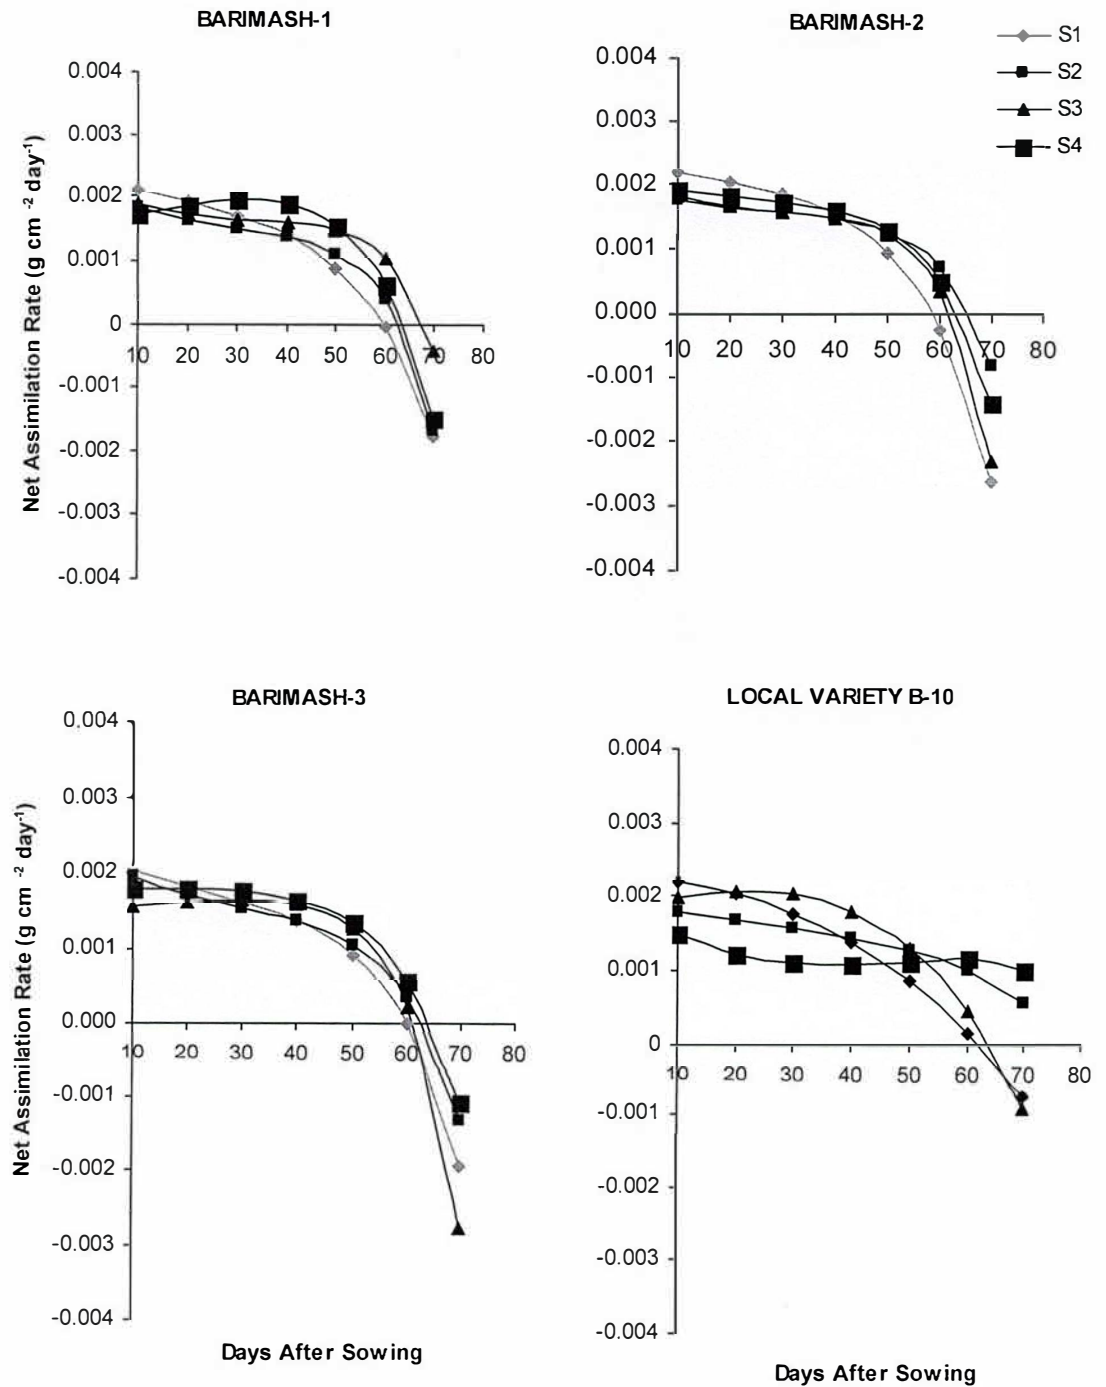 BARIMASH-1
0.004
0.003
0.002
0.001
0
-0.001
-0.002
-0.003
-0.004
10 20 30 40 50 60 70 80
Net Assimilation Rate (g cm -2 day-1)
BARIMASH-2
S1
S2
S3
S4
0.004
0.003
0.002
0.001
0.000
-0.001
-0.002
-0.003
-0.004
10 20 30 40 50 60 70 80
BARIMASH-3
0.004
0.003
0.002
0.001
0.000
-0.001
-0.002
-0.003
-0.004
10 20 30 40 50 60 70 80
Net Assimilation Rate (g cm -2 day-1)
Days After Sowing
LOCAL VARIETY B-10
0.004
0.003
0.002
0.001
0
-0.001
-0.002
-0.003
-0.004
10 20 30 40 50 60 70 80
Days After Sowing